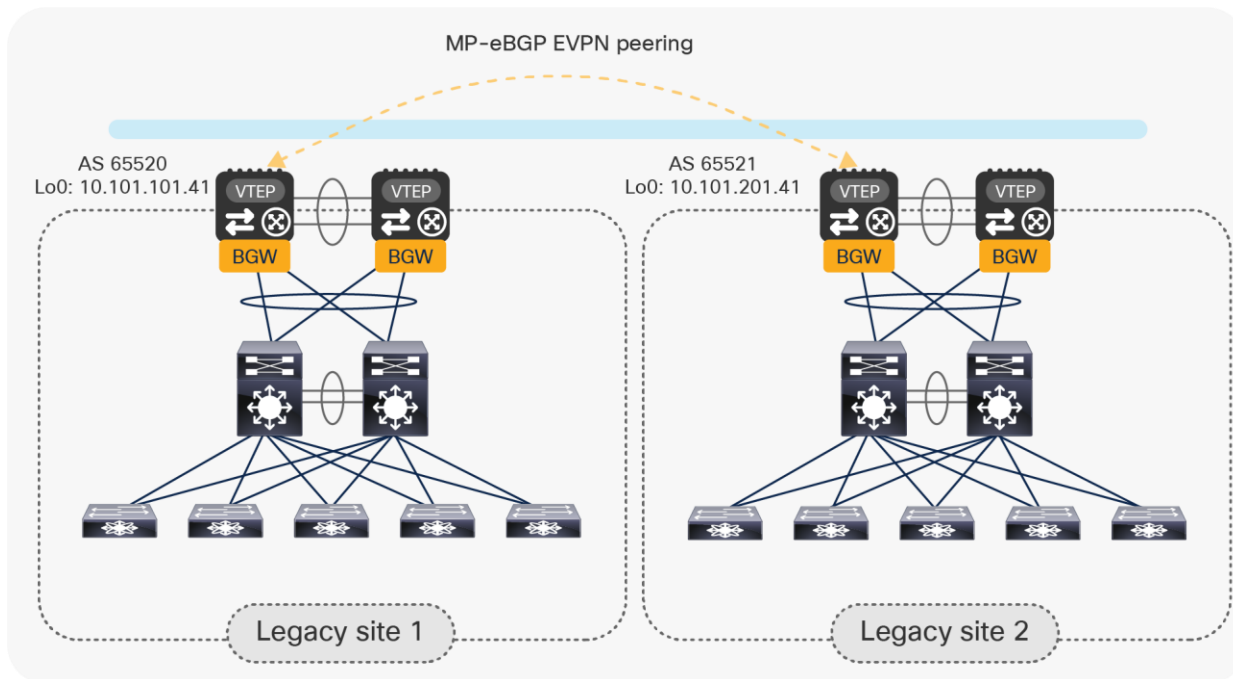 MP-eBGP EVPN peering
AS 65520
Lo0: 10.101.101.41
AS 65521
Lo0: 10.101.201.41
VTEP
VTEP
VTEP
VTEP
BGW
BGW
BGW
BGW
Legacy site 1
Legacy site 2